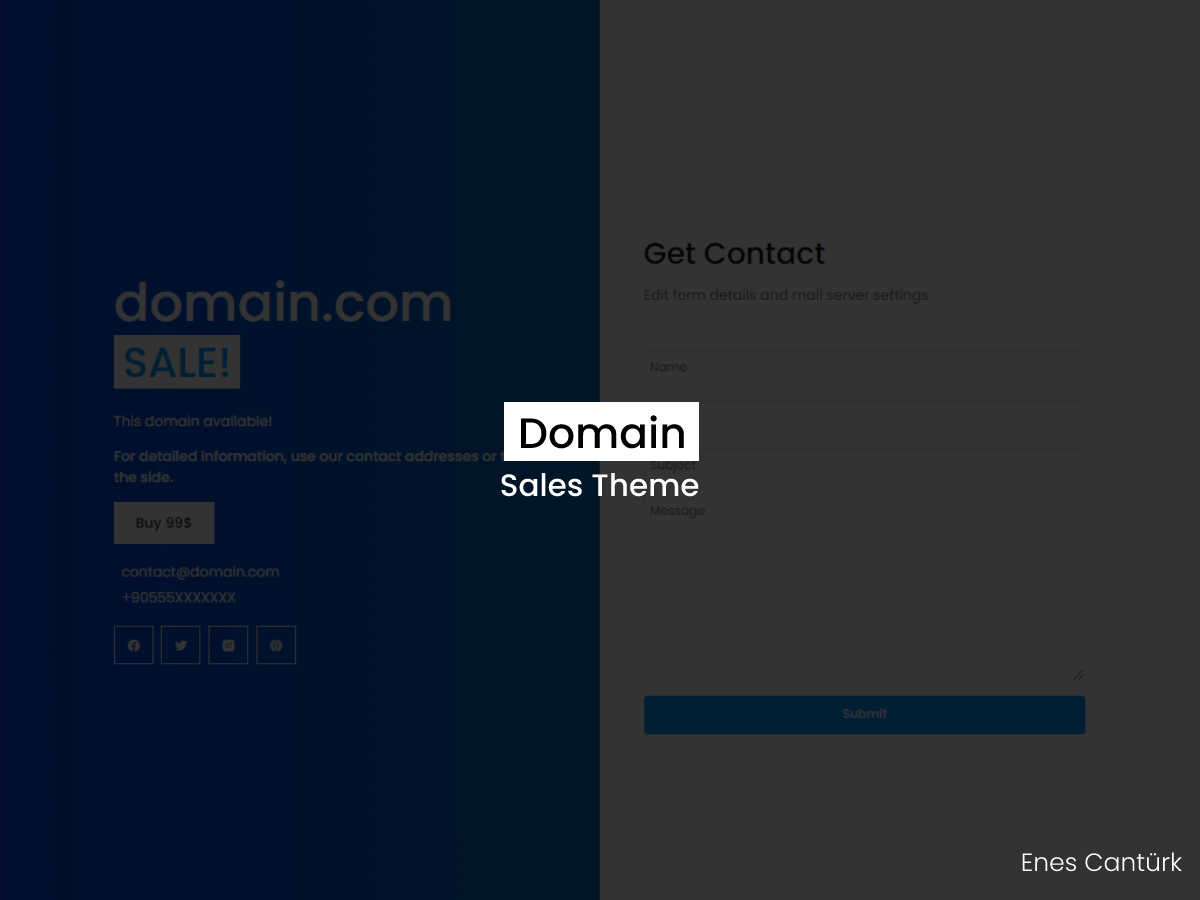 domain.com
SALE!
This domain available!
For detailed information, use our contact addresses or t
the side.
Buy 99$
contact@domain.com
+90555XXXXXXX
Get Contact
Edit form details and mail server settings
Name
Subject
Message
Submit
Domain
Sales Theme
Enes Cantürk